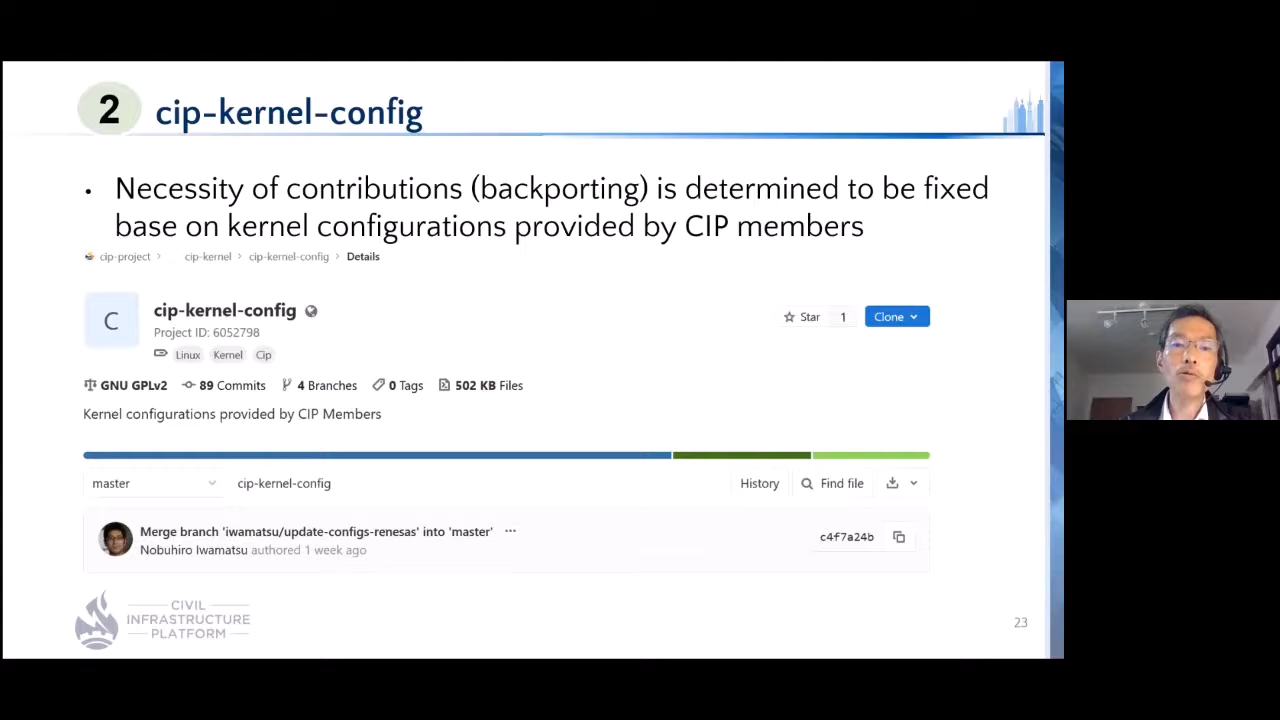 2 cip-kernel-config
• Necessity of contributions (backporting) is determined to be fixed
base on kernel configurations provided by CIP members
cip-project > cip-kernel > cip-kernel-config > Details
C
cip-kernel-config
Project ID: 6052798
Linux Kernel Cip
Star 1 Clone
GNU GPLv2 89 Commits 4 Branches 0 Tags 502 KB Files
Kernel configurations provided by CIP Members
master cip-kernel-config History Find file
Merge branch 'iwamatsu/update-configs-renesas' into 'master' ...
Nobuhiro Iwamatsu authored 1 week ago
c4f7a24b
CIVIL
INFRASTRUCTURE
PLATFORM
23